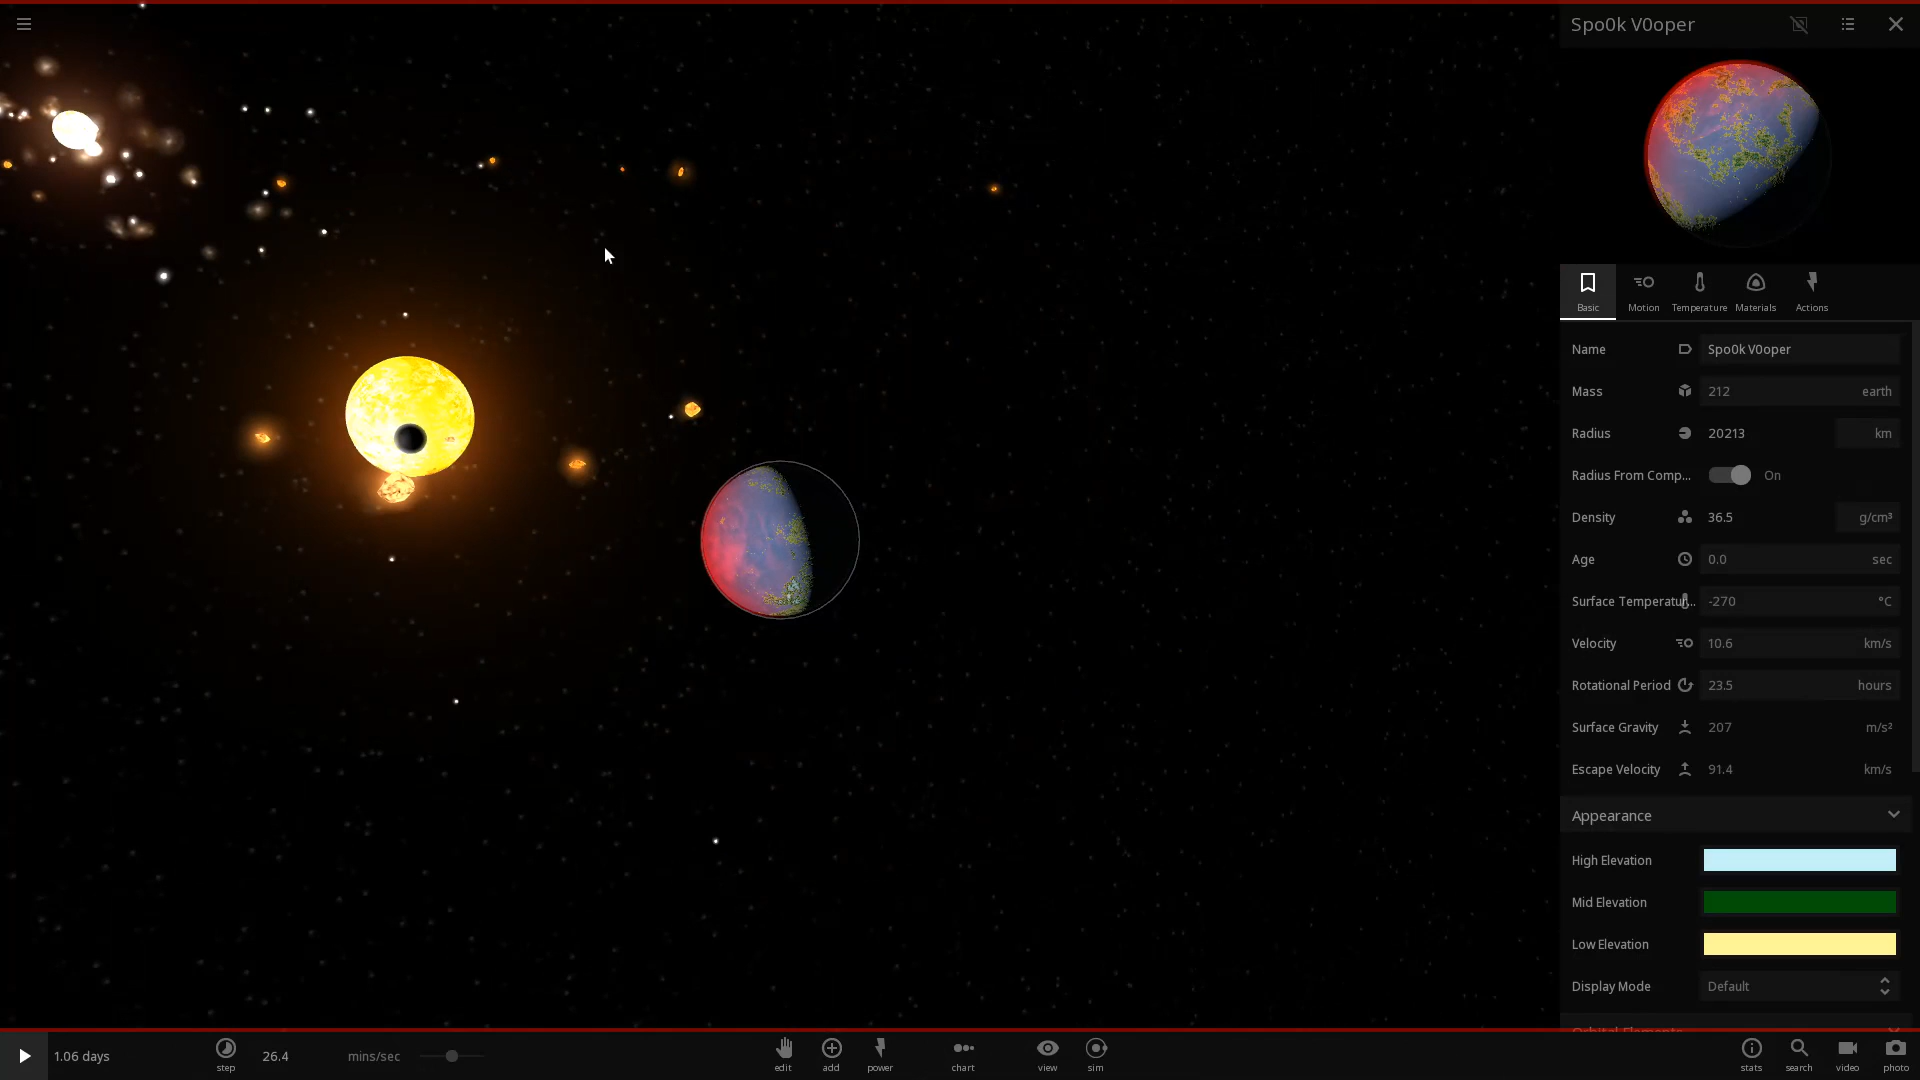 Spo0k V0oper
Basic Motion Temperature Materials Actions
Name Spo0k V0oper
Mass 212 earth
Radius 20213 km
Radius From Comp... On
Density 36.5 g/cm³
Age 0.0 sec
Surface Temperatur... -270 °C
Velocity 10.6 km/s
Rotational Period 23.5 hours
Surface Gravity 207 m/s²
Escape Velocity 91.4 km/s
Appearance
High Elevation
Mid Elevation
Low Elevation
Display Mode Default
Orbital Elements
1.06 days step 26.4 mins/sec edit add power chart view sim stats search video photo